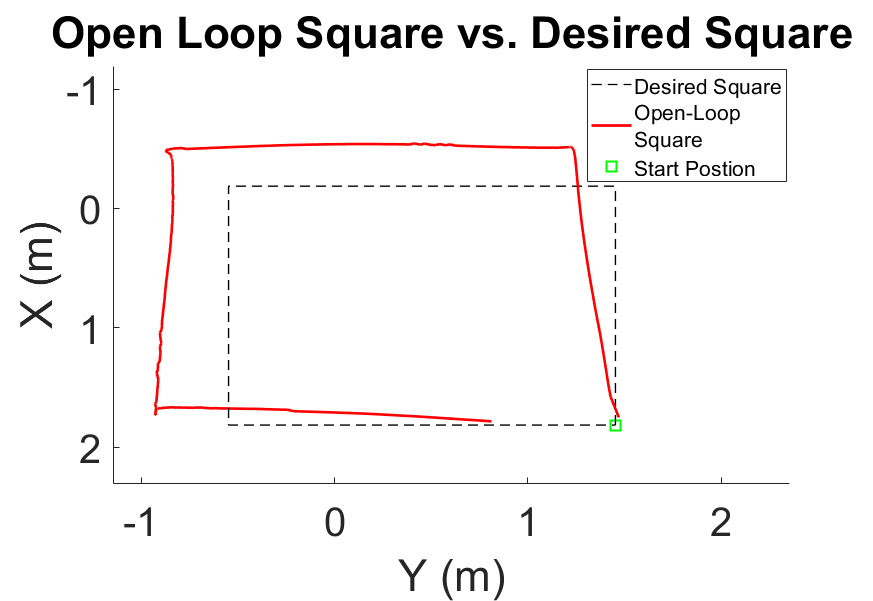 Open Loop Square vs. Desired Square
Desired Square
Open-Loop
Square
Start Postion
-1
0
1
2
X (m)
-1
0
1
2
Y (m)